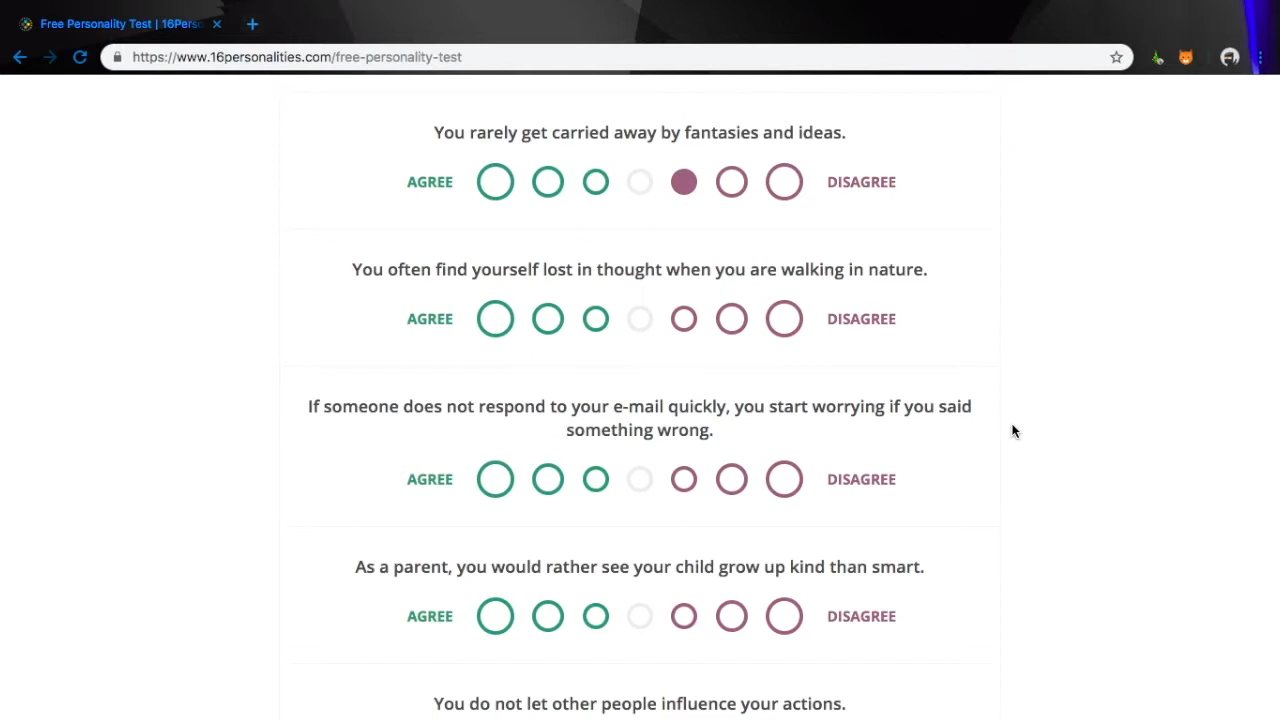 Free Personality Test | 16Perso
https://www.16personalities.com/free-personality-test
You rarely get carried away by fantasies and ideas.
AGREE DISAGREE
You often find yourself lost in thought when you are walking in nature.
AGREE DISAGREE
If someone does not respond to your e-mail quickly, you start worrying if you said
something wrong.
AGREE DISAGREE
As a parent, you would rather see your child grow up kind than smart.
AGREE DISAGREE
You do not let other people influence your actions.